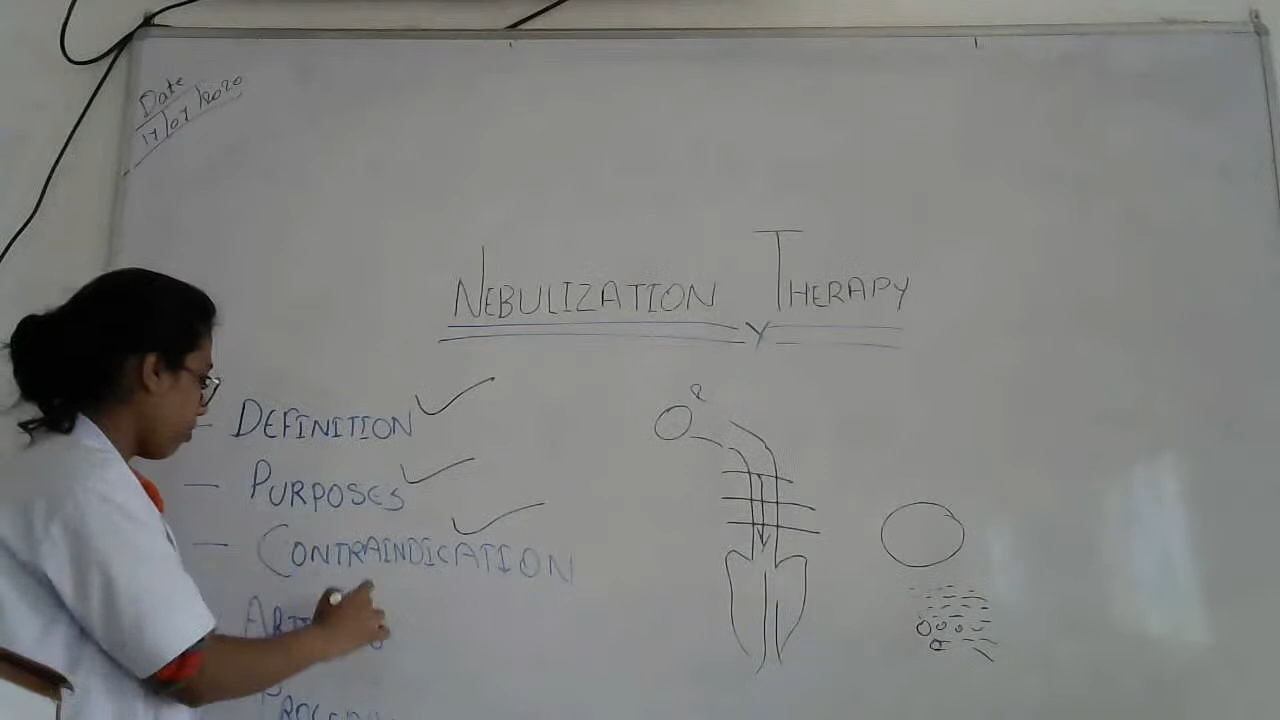 Date
17/07/2020
NEBULIZATION THERAPY
- DEFINITION ✓
— PURPOSES ✓
— CONTRAINDICATION ✓